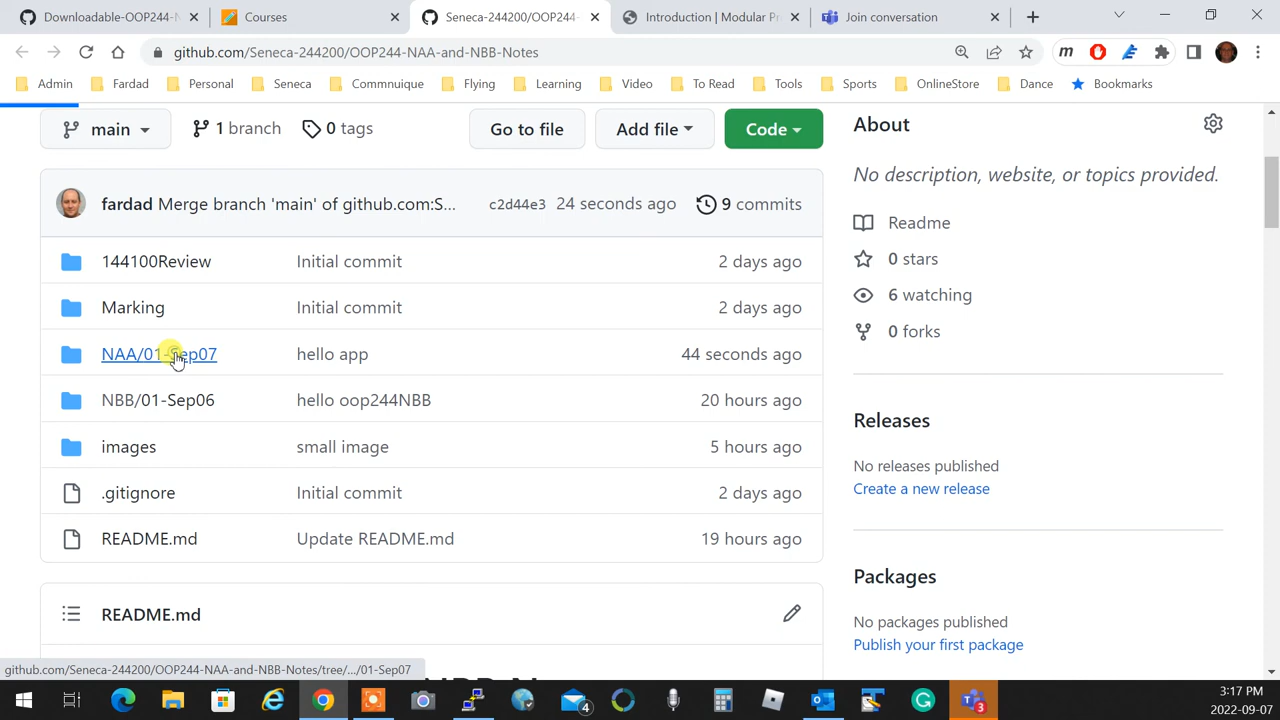 Downloadable-OOP244-N
Courses
Seneca-244200/OOP244-
Introduction | Modular Pr
Join conversation
github.com/Seneca-244200/OOP244-NAA-and-NBB-Notes
Admin
Fardad
Personal
Seneca
Commuique
Flying
Learning
Video
To Read
Tools
Sports
OnlineStore
Dance
Bookmarks
main
1 branch
0 tags
Go to file
Add file
Code
About
No description, website, or topics provided.
fardad Merge branch 'main' of github.com:S...
c2d44e3 24 seconds ago
9 commits
Readme
144100Review
Initial commit
2 days ago
0 stars
Marking
Initial commit
2 days ago
6 watching
0 forks
NAA/01-Sep07
hello app
44 seconds ago
NBB/01-Sep06
hello oop244NBB
20 hours ago
Releases
images
small image
5 hours ago
No releases published
Create a new release
.gitignore
Initial commit
2 days ago
README.md
Update README.md
19 hours ago
Packages
README.md
No packages published
Publish your first package
github.com/Seneca-244200/OOP244-NAA-and-NBB-Notes/tree/.../01-Sep07
4
3
3:17 PM
2022-09-07